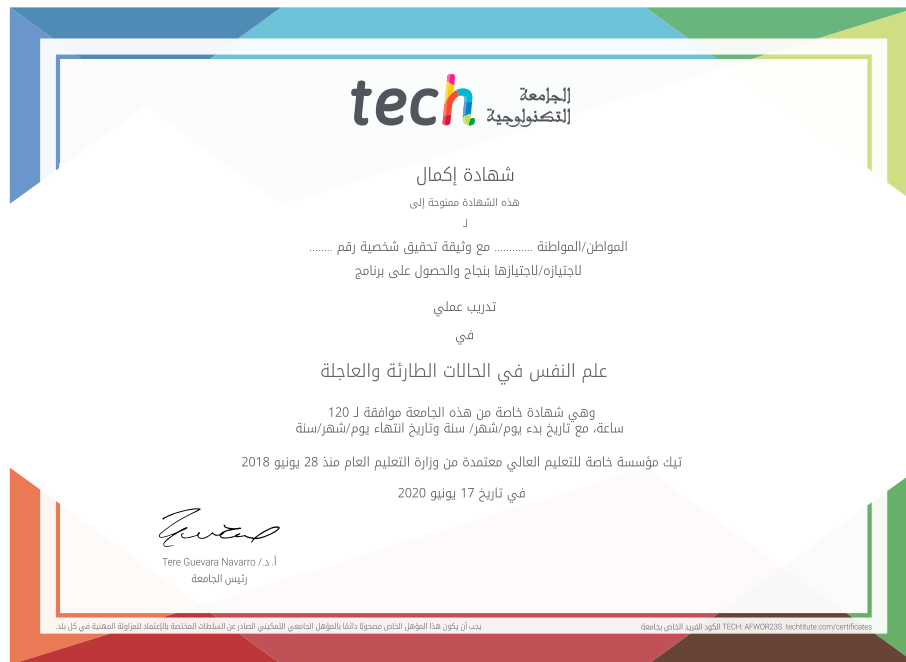 tech الجامعة
التكنولوجية
شهادة إكمال
هذه الشهادة ممنوحة إلى
لـ
المواطن/المواطنة ............. مع وثيقة تحقيق شخصية رقم ........
لاجتيازه/لاجتيازها بنجاح والحصول على برنامج
تدريب عملي
في
علم النفس في الحالات الطارئة والعاجلة
وهي شهادة خاصة من هذه الجامعة موافقة لـ 120
ساعة، مع تاريخ بدء يوم/شهر/ سنة وتاريخ انتهاء يوم/شهر/سنة
تيك مؤسسة خاصة للتعليم العالي معتمدة من وزارة التعليم العام منذ 28 يونيو 2018
في تاريخ 17 يونيو 2020
أ. د./ Tere Guevara Navarro
رئيس الجامعة
يجب أن يكون هذا المؤهل الخاص مصحوبًا دائمًا بالمؤهل الجامعي التمكيني الصادر عن السلطات المختصة بالإعتماد للمزاولة المهنية في كل بلد.
الكود الفريد الخاص بجامعة TECH: AFWOR23S techtitute.com/certificates